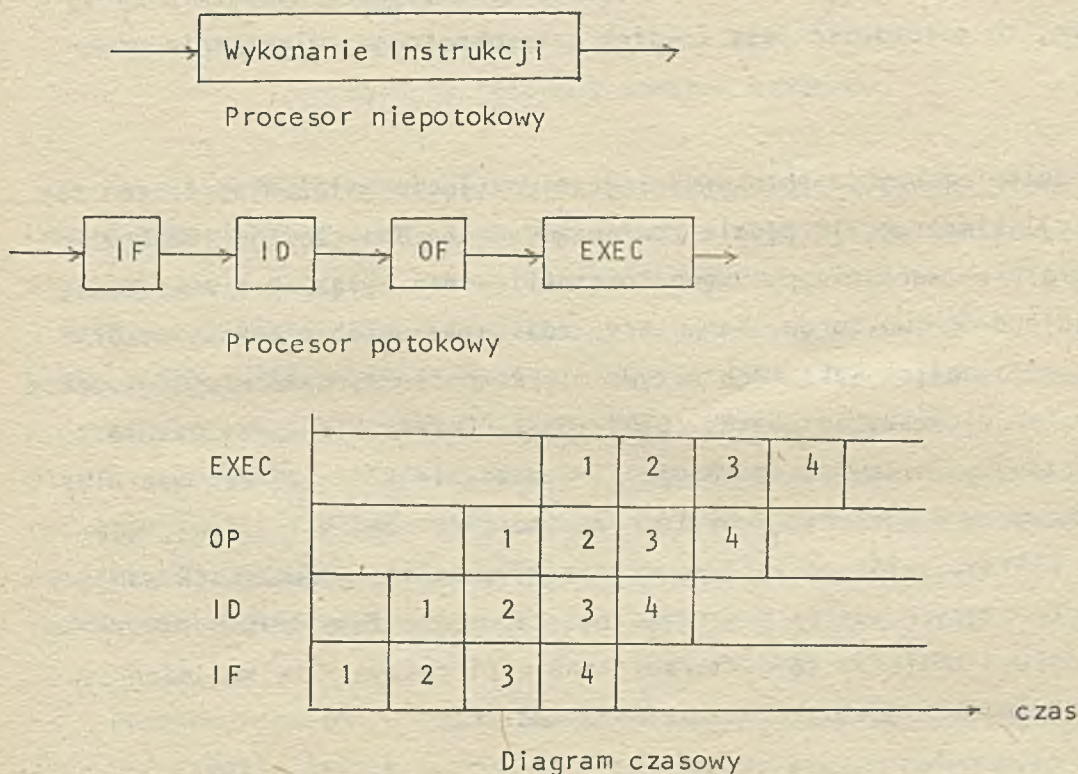 Wykonanie Instrukcji
Procesor niepotokowy
IF ID OF EXEC
Procesor potokowy
EXEC 1 2 3 4
OP 1 2 3 4
ID 1 2 3 4
IF 1 2 3 4
czas
Diagram czasowy